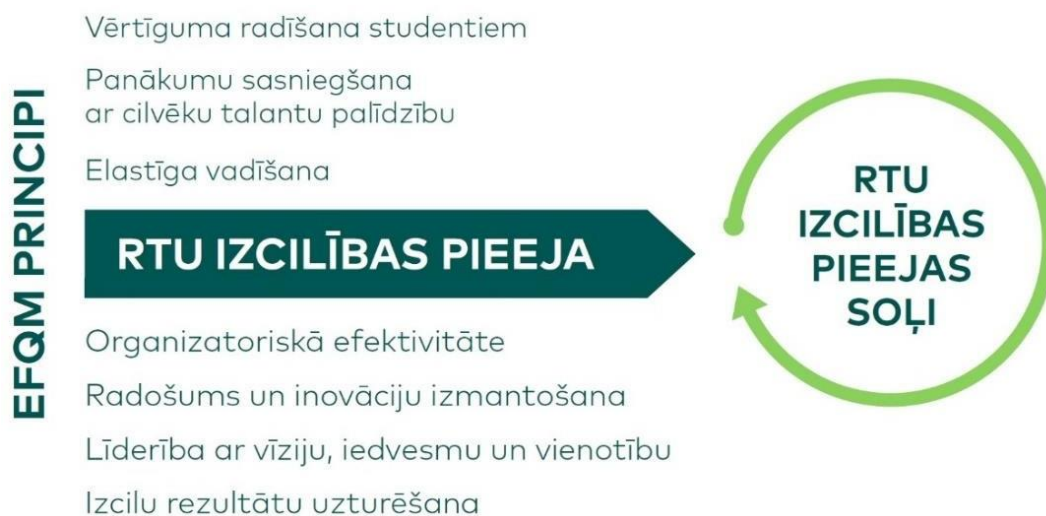 EFQM PRINCIPI
Vērtīguma radīšana studentiem
Panākumu sasniegšana
ar cilvēku talantu palīdzību
Elastīga vadīšana
RTU IZCILĪBAS PIEEJA
Organizatoriskā efektivitāte
Radošums un inovāciju izmantošana
Līderība ar vīziju, iedvesmu un vienotību
Izcilu rezultātu uzturēšana
RTU
IZCILĪBAS
PIEEJAS
SOĻI